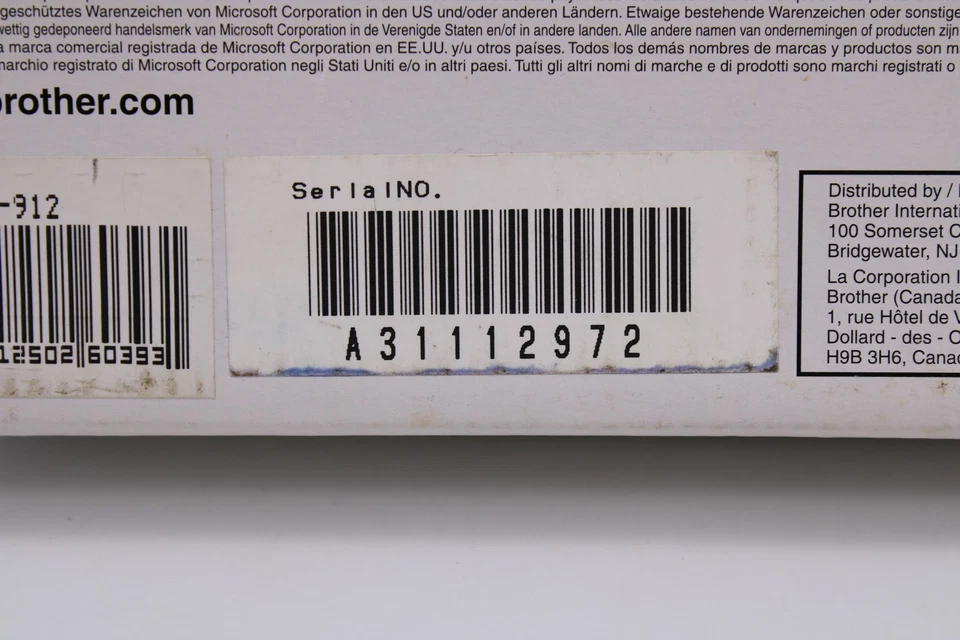 geschütztes Warenzeichen von Microsoft Corporation in den US und/oder anderen Ländern. Etwaige bestehende Warenzeichen oder
wettig gedeponeerd handelsmerk van Microsoft Corporation in de Verenigde Staten en/of in andere landen. Alle andere namen van ondernemingen of producten zijn
a marca comercial registrada de Microsoft Corporation en EE.UU. y/u otros países. Todos los demás nombres de marcas y productos son
marchio registrato di Microsoft Corporation negli Stati Uniti e/o in altri paesi. Tutti gli altri nomi di marche e di prodotti sono marchi registrati o
brother.com
-912
12502 60393
SerialNO.
A31112972
Distributed by /
Brother
100 Somerset
Bridgewater, NJ
La Corporation
Brother (Canada
1, rue Hôtel de
Dollard - des -
H9B 3H6,